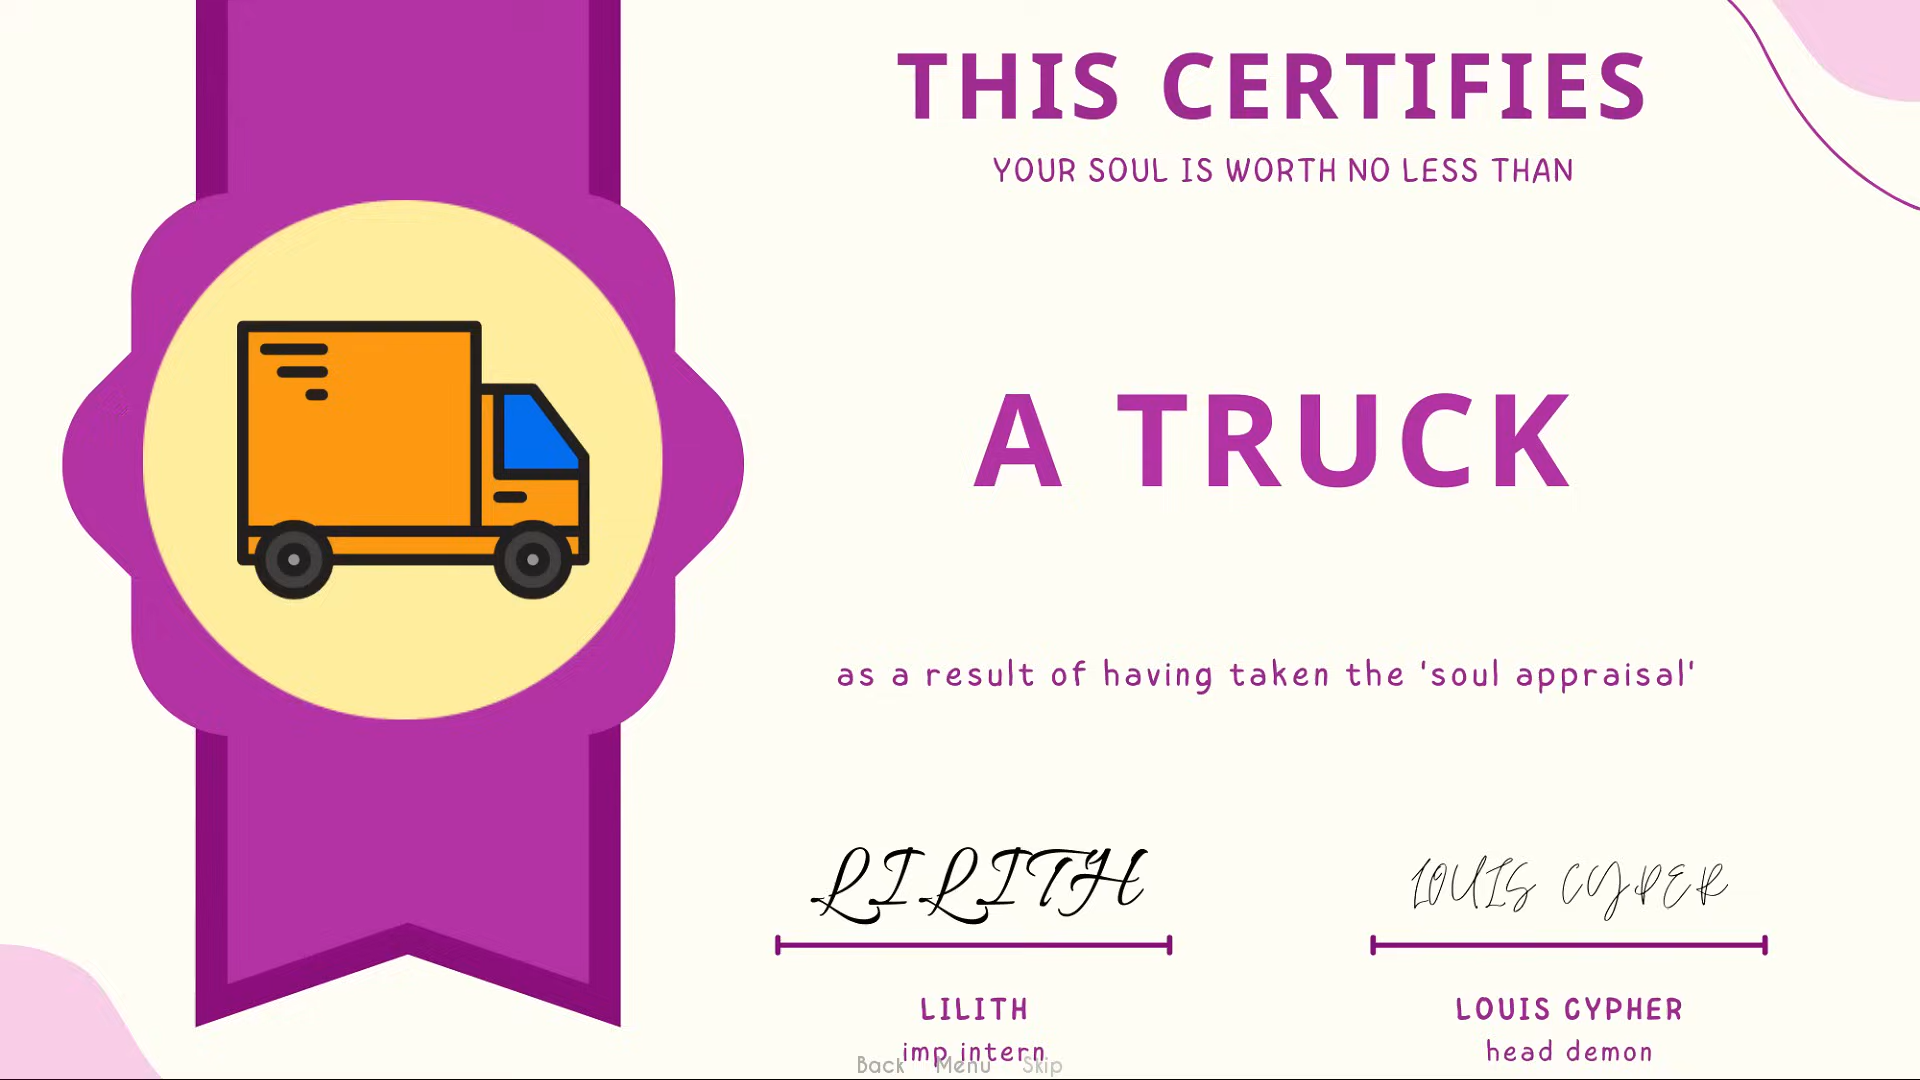 THIS CERTIFIES
YOUR SOUL IS WORTH NO LESS THAN
A TRUCK
as a result of having taken the 'soul appraisal'
LILITH
LOUIS CYPER
LILITH
LOUIS CYPHER
imp intern
head demon
Back Menu Skip